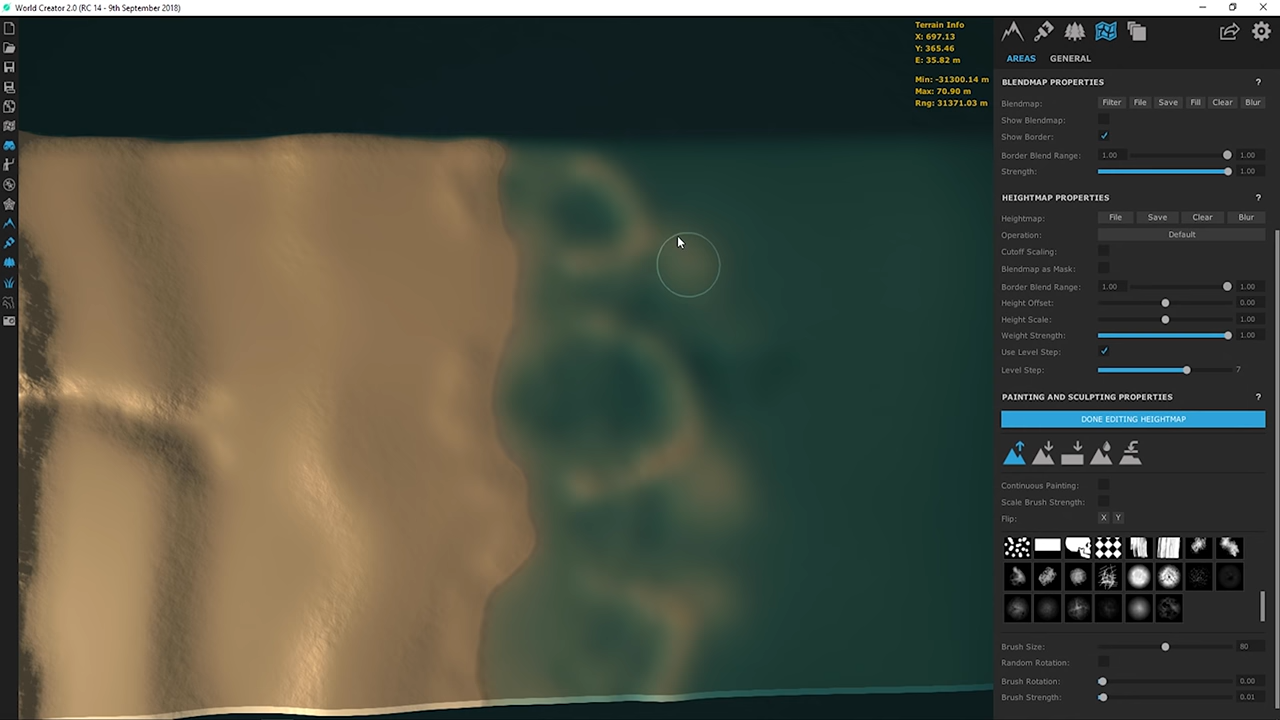 World Creator 2.0 (RC 14 - 9th September 2018)
Terrain Info
X: 697.13
Y: 365.46
E: 35.82 m
Min: -31300.14 m
Max: 70.90 m
Rng: 31371.03 m
AREAS GENERAL
BLENDMAP PROPERTIES ?
Blendmap: Filter File Save Fill Clear Blur
Show Blendmap:
Show Border:
Border Blend Range: 1.00 1.00
Strength: 1.00
HEIGHTMAP PROPERTIES ?
Heightmap: File Save Clear Blur
Operation: Default
Cutoff Scaling:
Blendmap as Mask:
Border Blend Range: 1.00 1.00
Height Offset: 0.00
Height Scale: 1.00
Weight Strength: 1.00
Use Level Step:
Level Step: 7
PAINTING AND SCULPTING PROPERTIES ?
DONE EDITING HEIGHTMAP
Continuous Painting:
Scale Brush Strength:
Flip: X Y
Brush Size: 80
Random Rotation:
Brush Rotation: 0.00
Brush Strength: 0.01